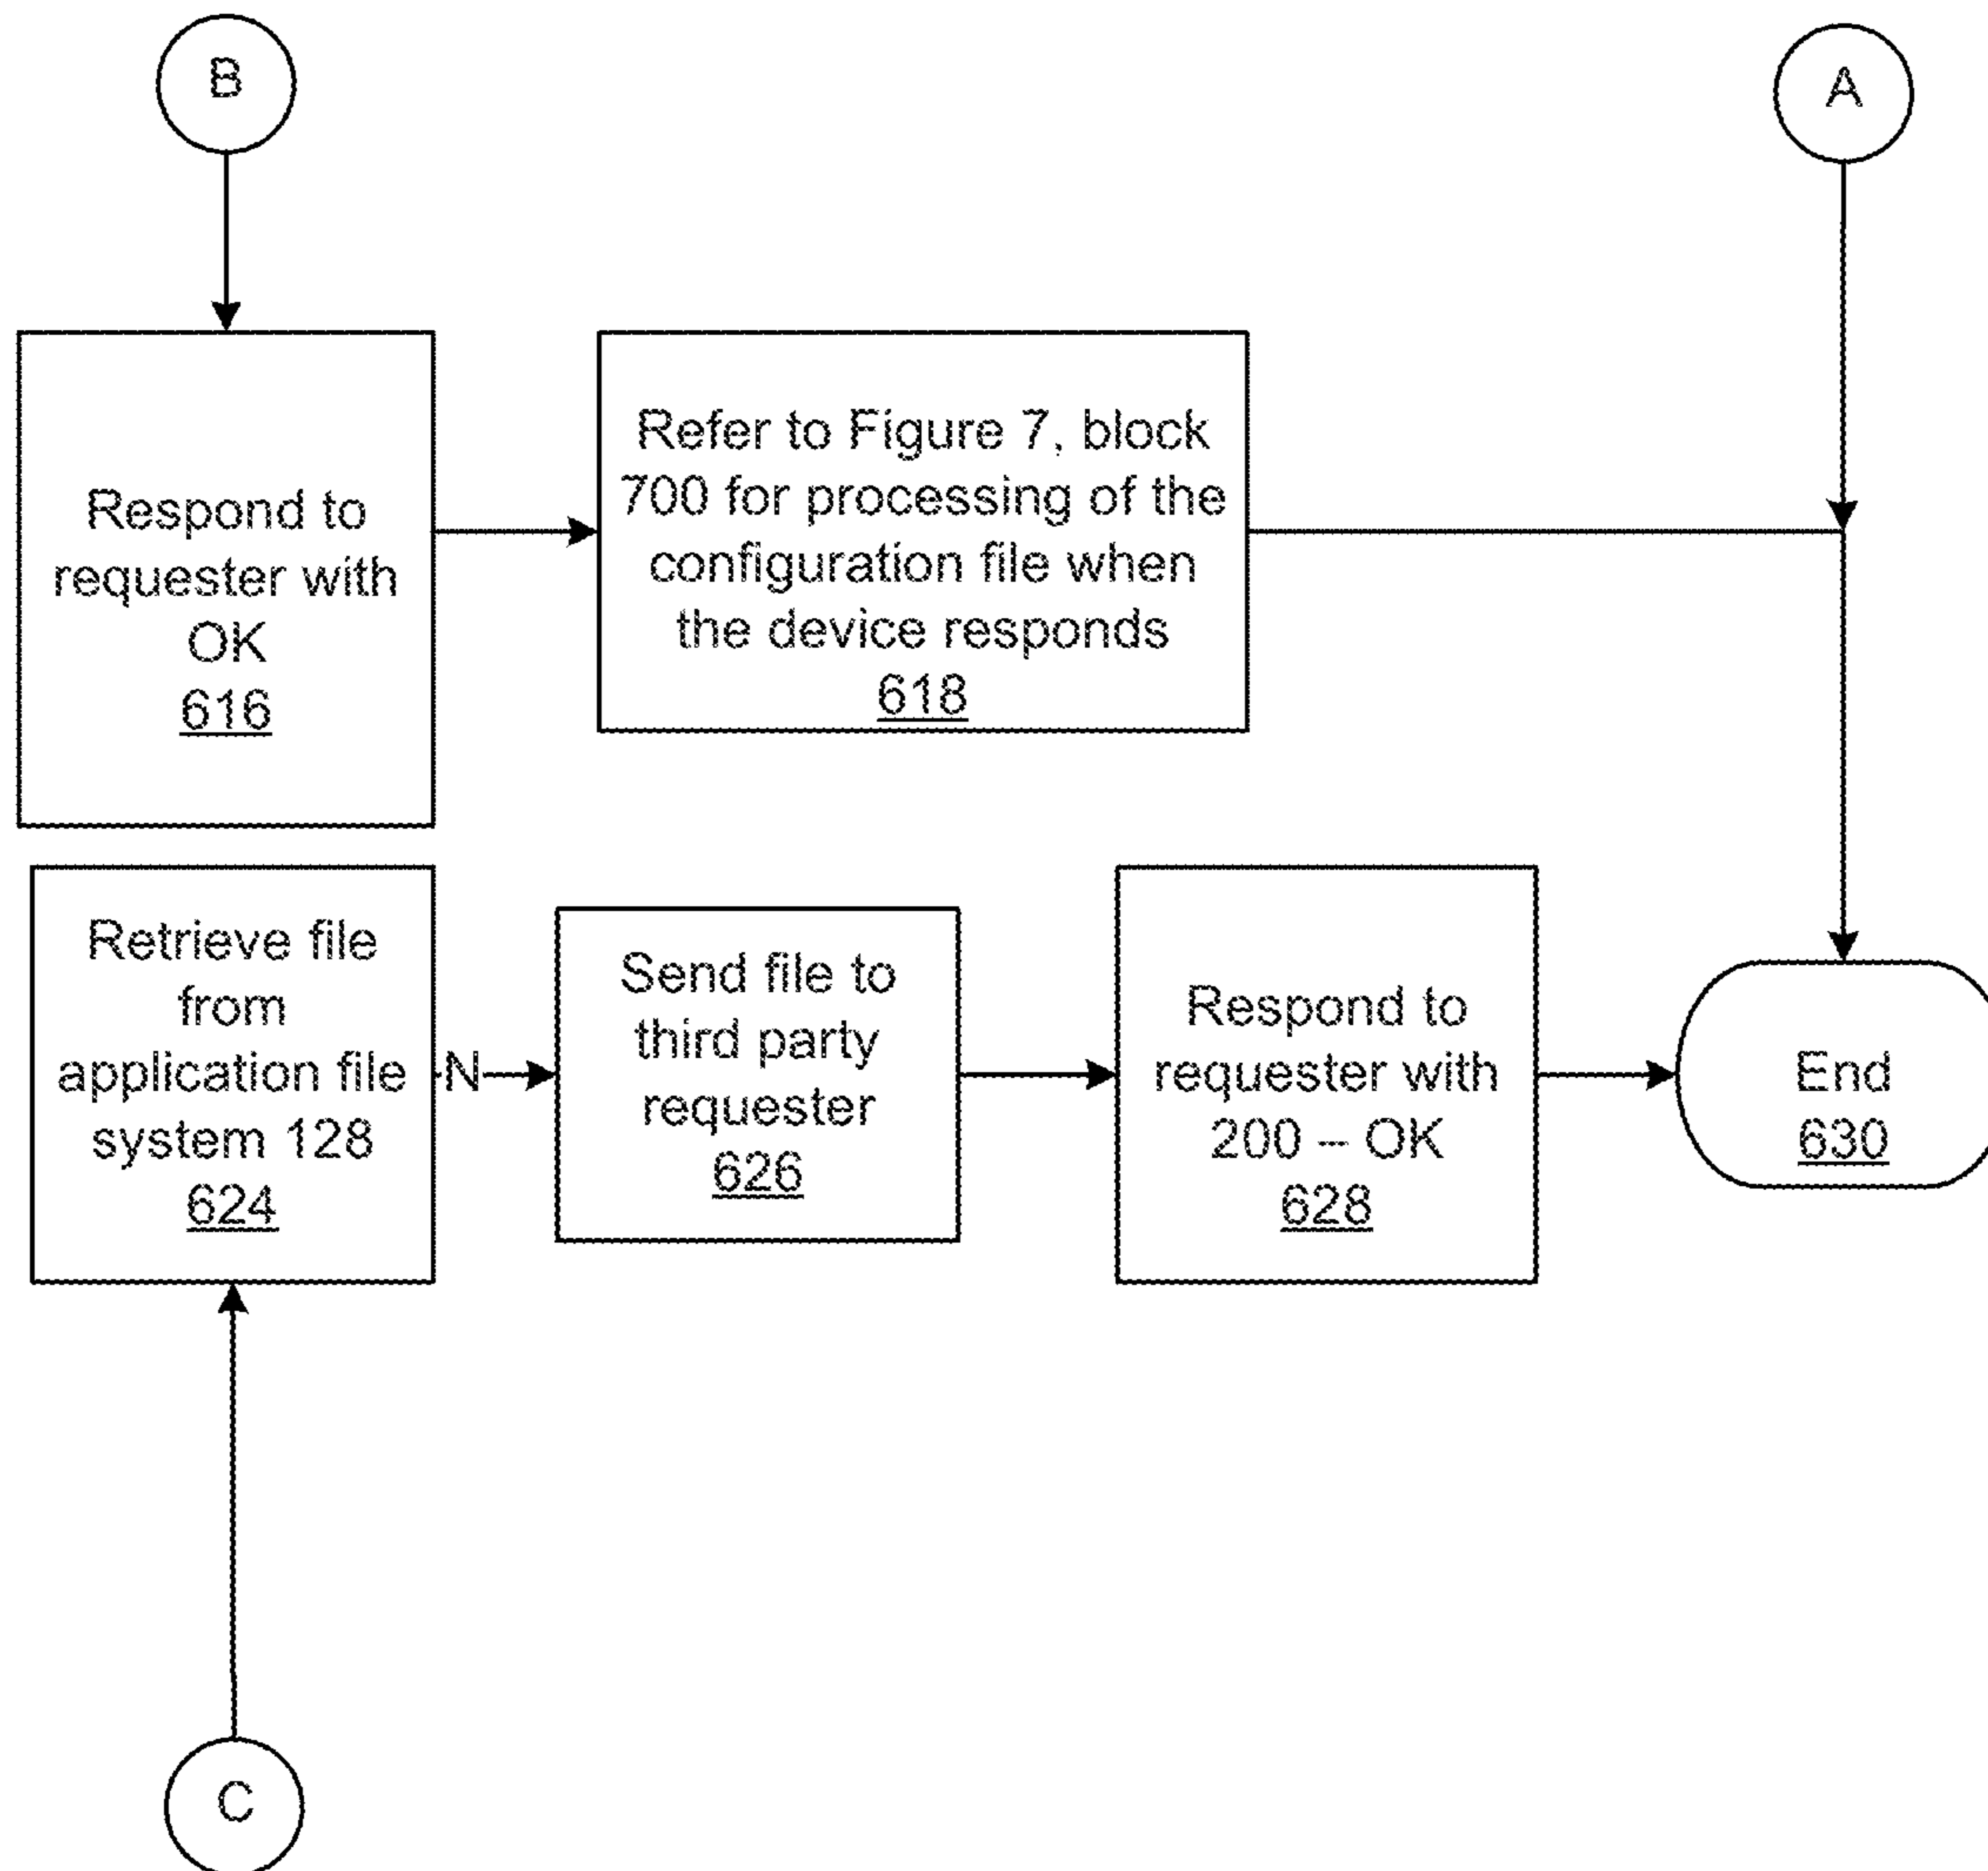 B
A
Respond to
requester with
OK
616
Refer to Figure 7, block
700 for processing of the
configuration file when
the device responds
618
Retrieve file
from
application file
system 128
624
N
Send file to
third party
requester
626
Respond to
requester with
200 – OK
628
End
630
C